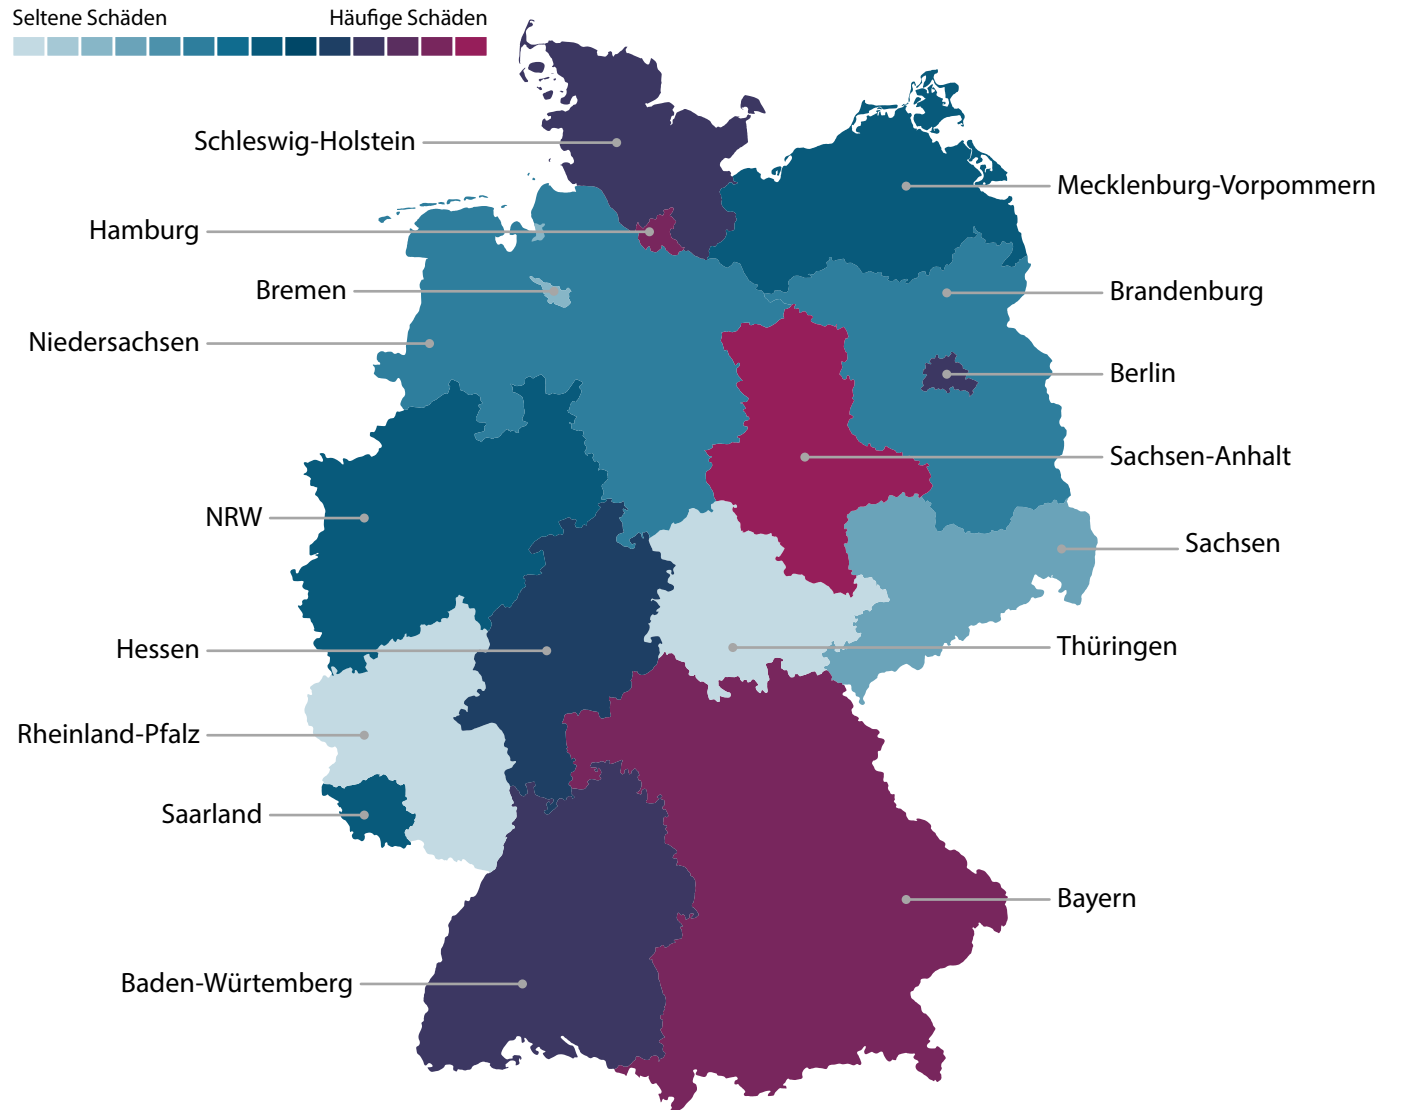 Seltene Schäden
Häufige Schäden
Schleswig-Holstein
Mecklenburg-Vorpommern
Hamburg
Bremen
Brandenburg
Niedersachsen
Berlin
Sachsen-Anhalt
NRW
Sachsen
Hessen
Thüringen
Rheinland-Pfalz
Saarland
Bayern
Baden-Würtemberg